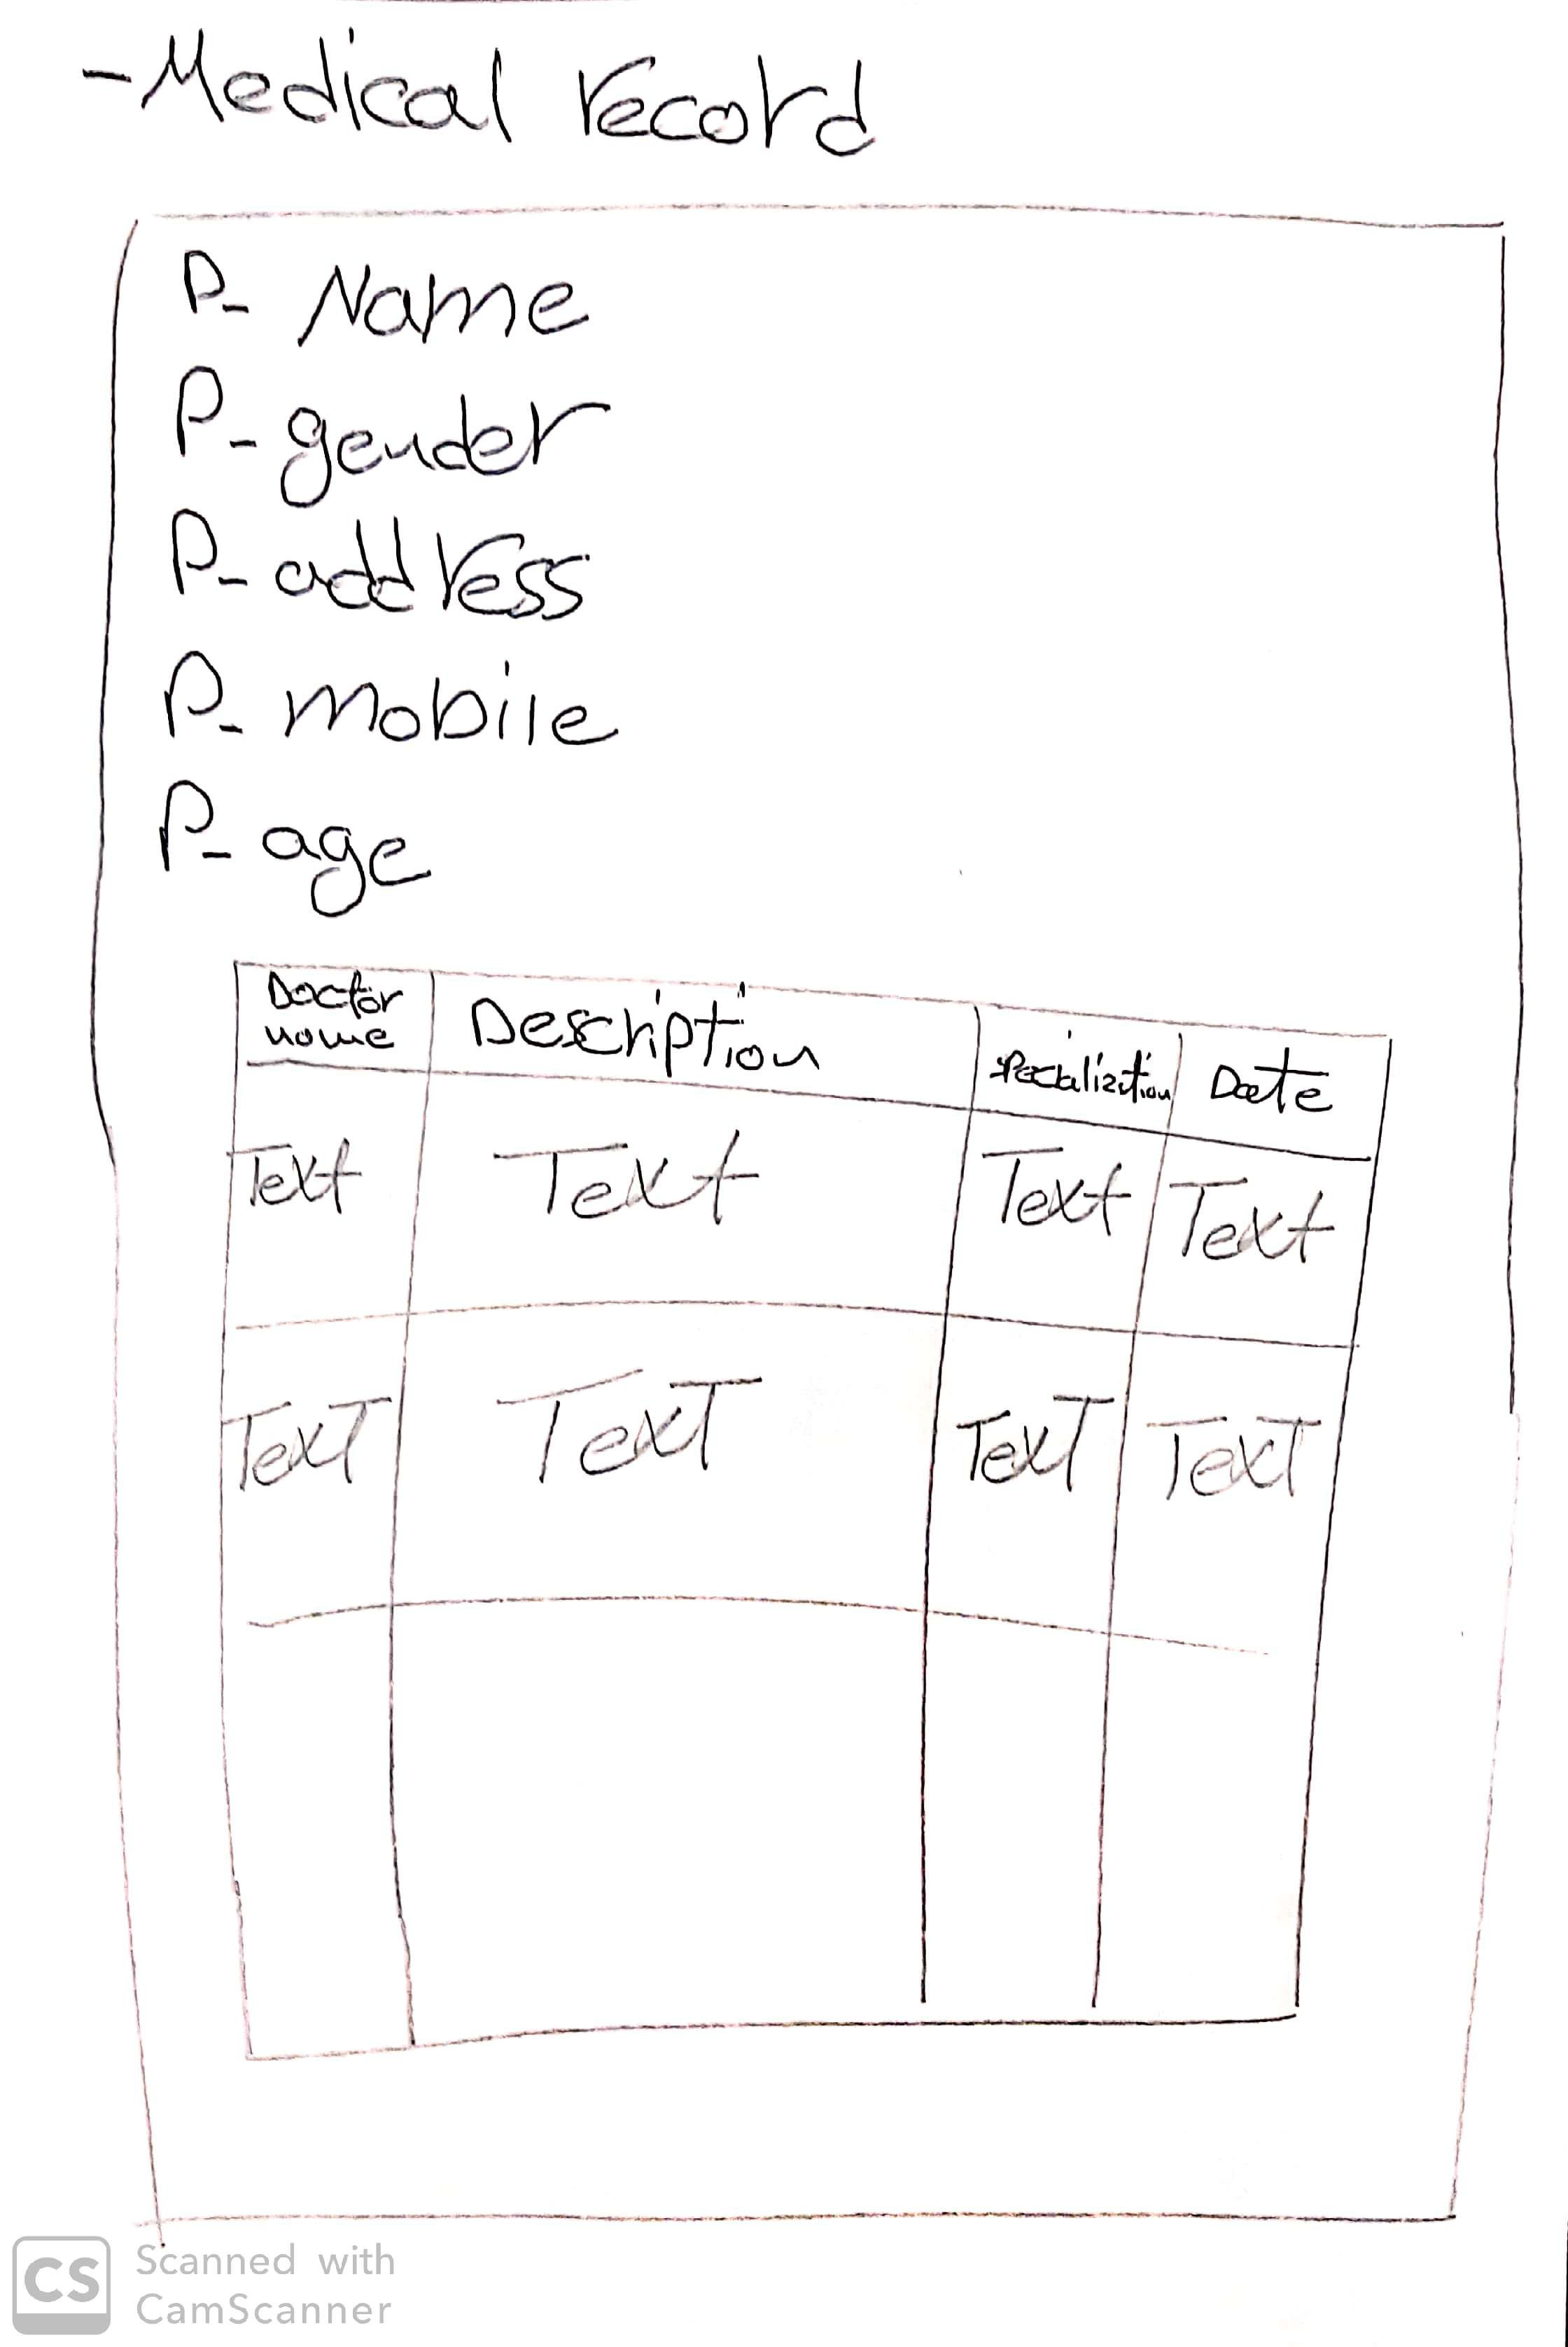 -Medical record
P- Name
P- gender
P- address
P- mobile
P- age
Doctor name Description specialization Date
Text Text Text Text
Text Text Text Text
CS Scanned with
CamScanner